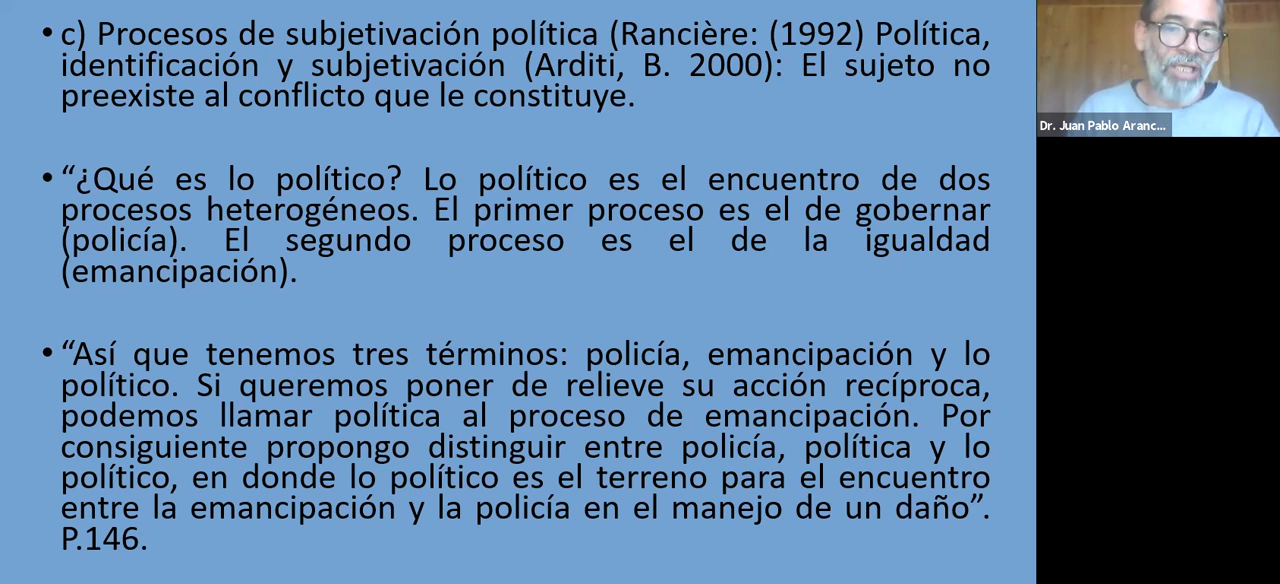 • c) Procesos de subjetivación política (Rancière: (1992) Política,
identificación y subjetivación (Arditi, B. 2000): El sujeto no
preexiste al conflicto que le constituye.
• “¿Qué es lo político? Lo político es el encuentro de dos
procesos heterogéneos. El primer proceso es el de gobernar
(policía). El segundo proceso es el de la igualdad
(emancipación).
• “Así que tenemos tres términos: policía, emancipación y lo
político. Si queremos poner de relieve su acción recíproca,
podemos llamar política al proceso de emancipación. Por
consiguiente propongo distinguir entre policía, política y lo
político, en donde lo político es el terreno para el encuentro
entre la emancipación y la policía en el manejo de un daño”.
P.146.
Dr. Juan Pablo Aranc...